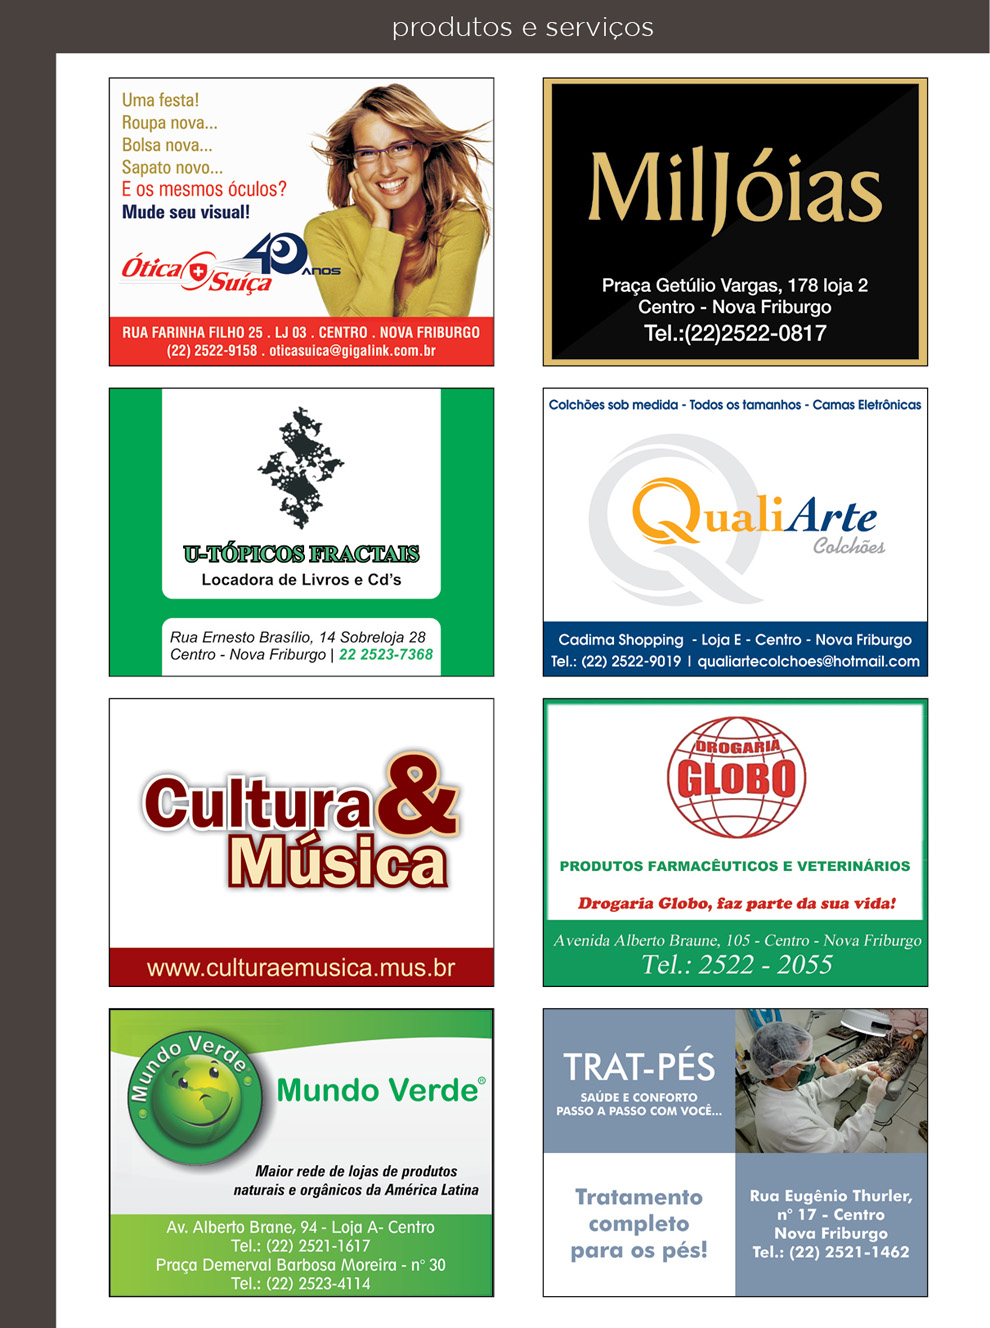 produtos e serviços
Uma festa!
Roupa nova...
Bolsa nova...
Sapato novo...
E os mesmos óculos?
Mude seu visual!
Ótica Suíça 40 ANOS
RUA FARINHA FILHO 25 . LJ 03 . CENTRO . NOVA FRIBURGO
(22) 2522-9158 . oticasuica@gigalink.com.br
MilJóias
Praça Getúlio Vargas, 178 loja 2
Centro - Nova Friburgo
Tel.:(22)2522-0817
U-TÓPICOS FRACTAIS
Locadora de Livros e Cd's
Rua Ernesto Brasílio, 14 Sobreloja 28
Centro - Nova Friburgo | 22 2523-7368
Colchões sob medida - Todos os tamanhos - Camas Eletrônicas
QualiArte
Colchões
Cadima Shopping - Loja E - Centro - Nova Friburgo
Tel.: (22) 2522-9019 | qualiartecolchoes@hotmail.com
Cultura &
Música
www.culturaemusica.mus.br
DROGARIA
GLOBO
PRODUTOS FARMACÊUTICOS E VETERINÁRIOS
Drogaria Globo, faz parte da sua vida!
Avenida Alberto Braune, 105 - Centro - Nova Friburgo
Tel.: 2522 - 2055
Mundo Verde
Mundo Verde®
Maior rede de lojas de produtos
naturais e orgânicos da América Latina
Av. Alberto Brane, 94 - Loja A- Centro
Tel.: (22) 2521-1617
Praça Demerval Barbosa Moreira - n° 30
Tel.: (22) 2523-4114
TRAT-PÉS
SAÚDE E CONFORTO
PASSO A PASSO COM VOCÊ...
Tratamento
completo
para os pés!
Rua Eugênio Thurler,
n° 17 - Centro
Nova Friburgo
Tel.: (22) 2521-1462